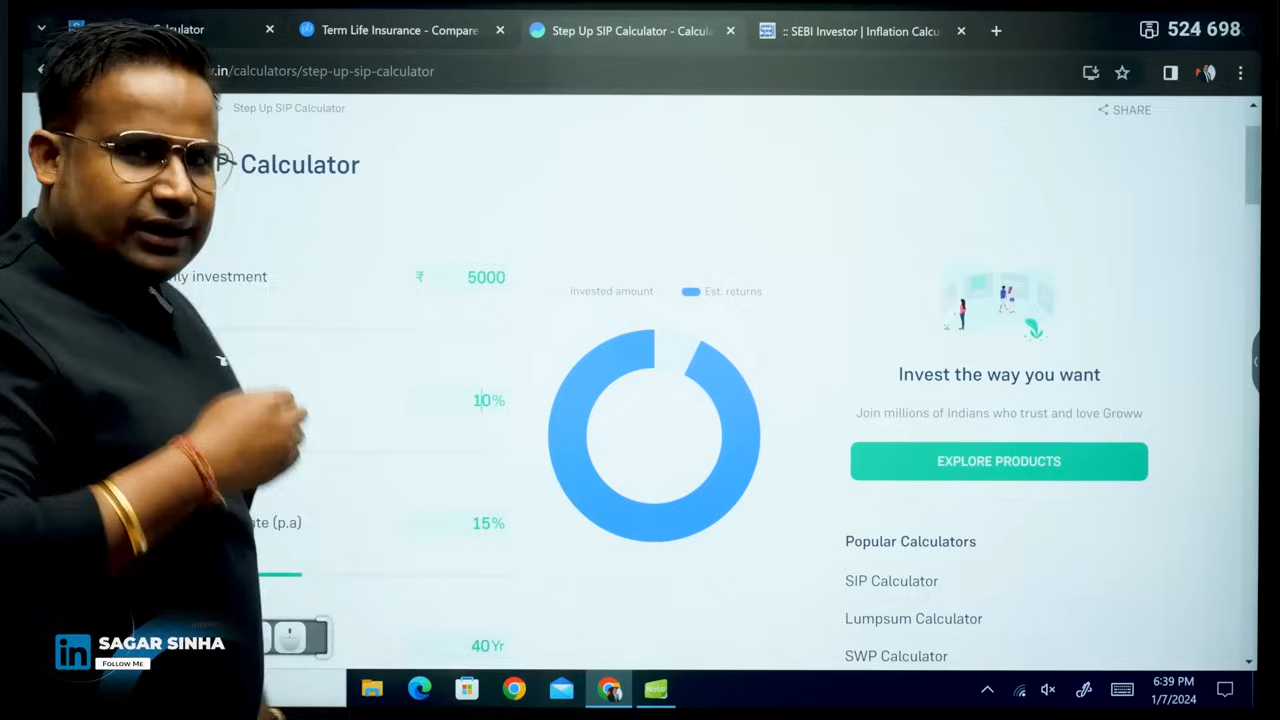 Calculator
Term Life Insurance - Compare
Step Up SIP Calculator - Calcula
:: SEBI Investor | Inflation Calcu
524 698
.in/calculators/step-up-sip-calculator
Step Up SIP Calculator
SHARE
P Calculator
investment
₹ 5000
Invested amount
Est. returns
10%
Invest the way you want
Join millions of Indians who trust and love Groww
EXPLORE PRODUCTS
(p.a)
15%
Popular Calculators
SIP Calculator
Lumpsum Calculator
SWP Calculator
40 Yr
in
SAGAR SINHA
FOLLOW ME
NOTE
6:39 PM
1/7/2024